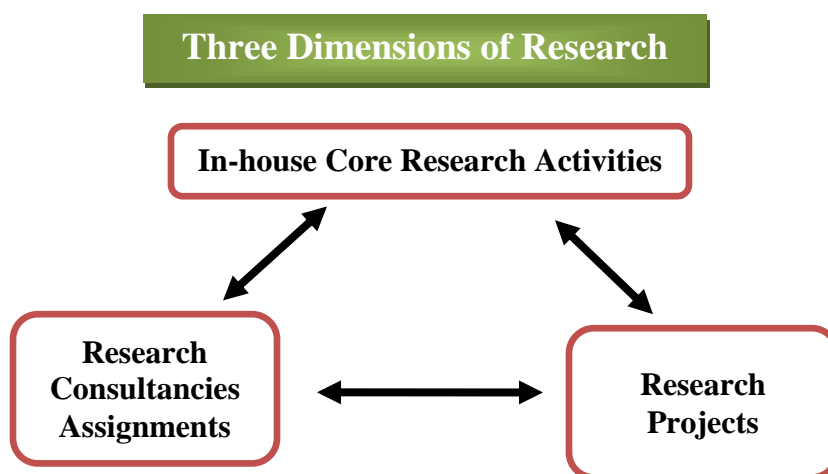 Three Dimensions of Research
In-house Core Research Activities
Research
Consultancies
Assignments
Research
Projects